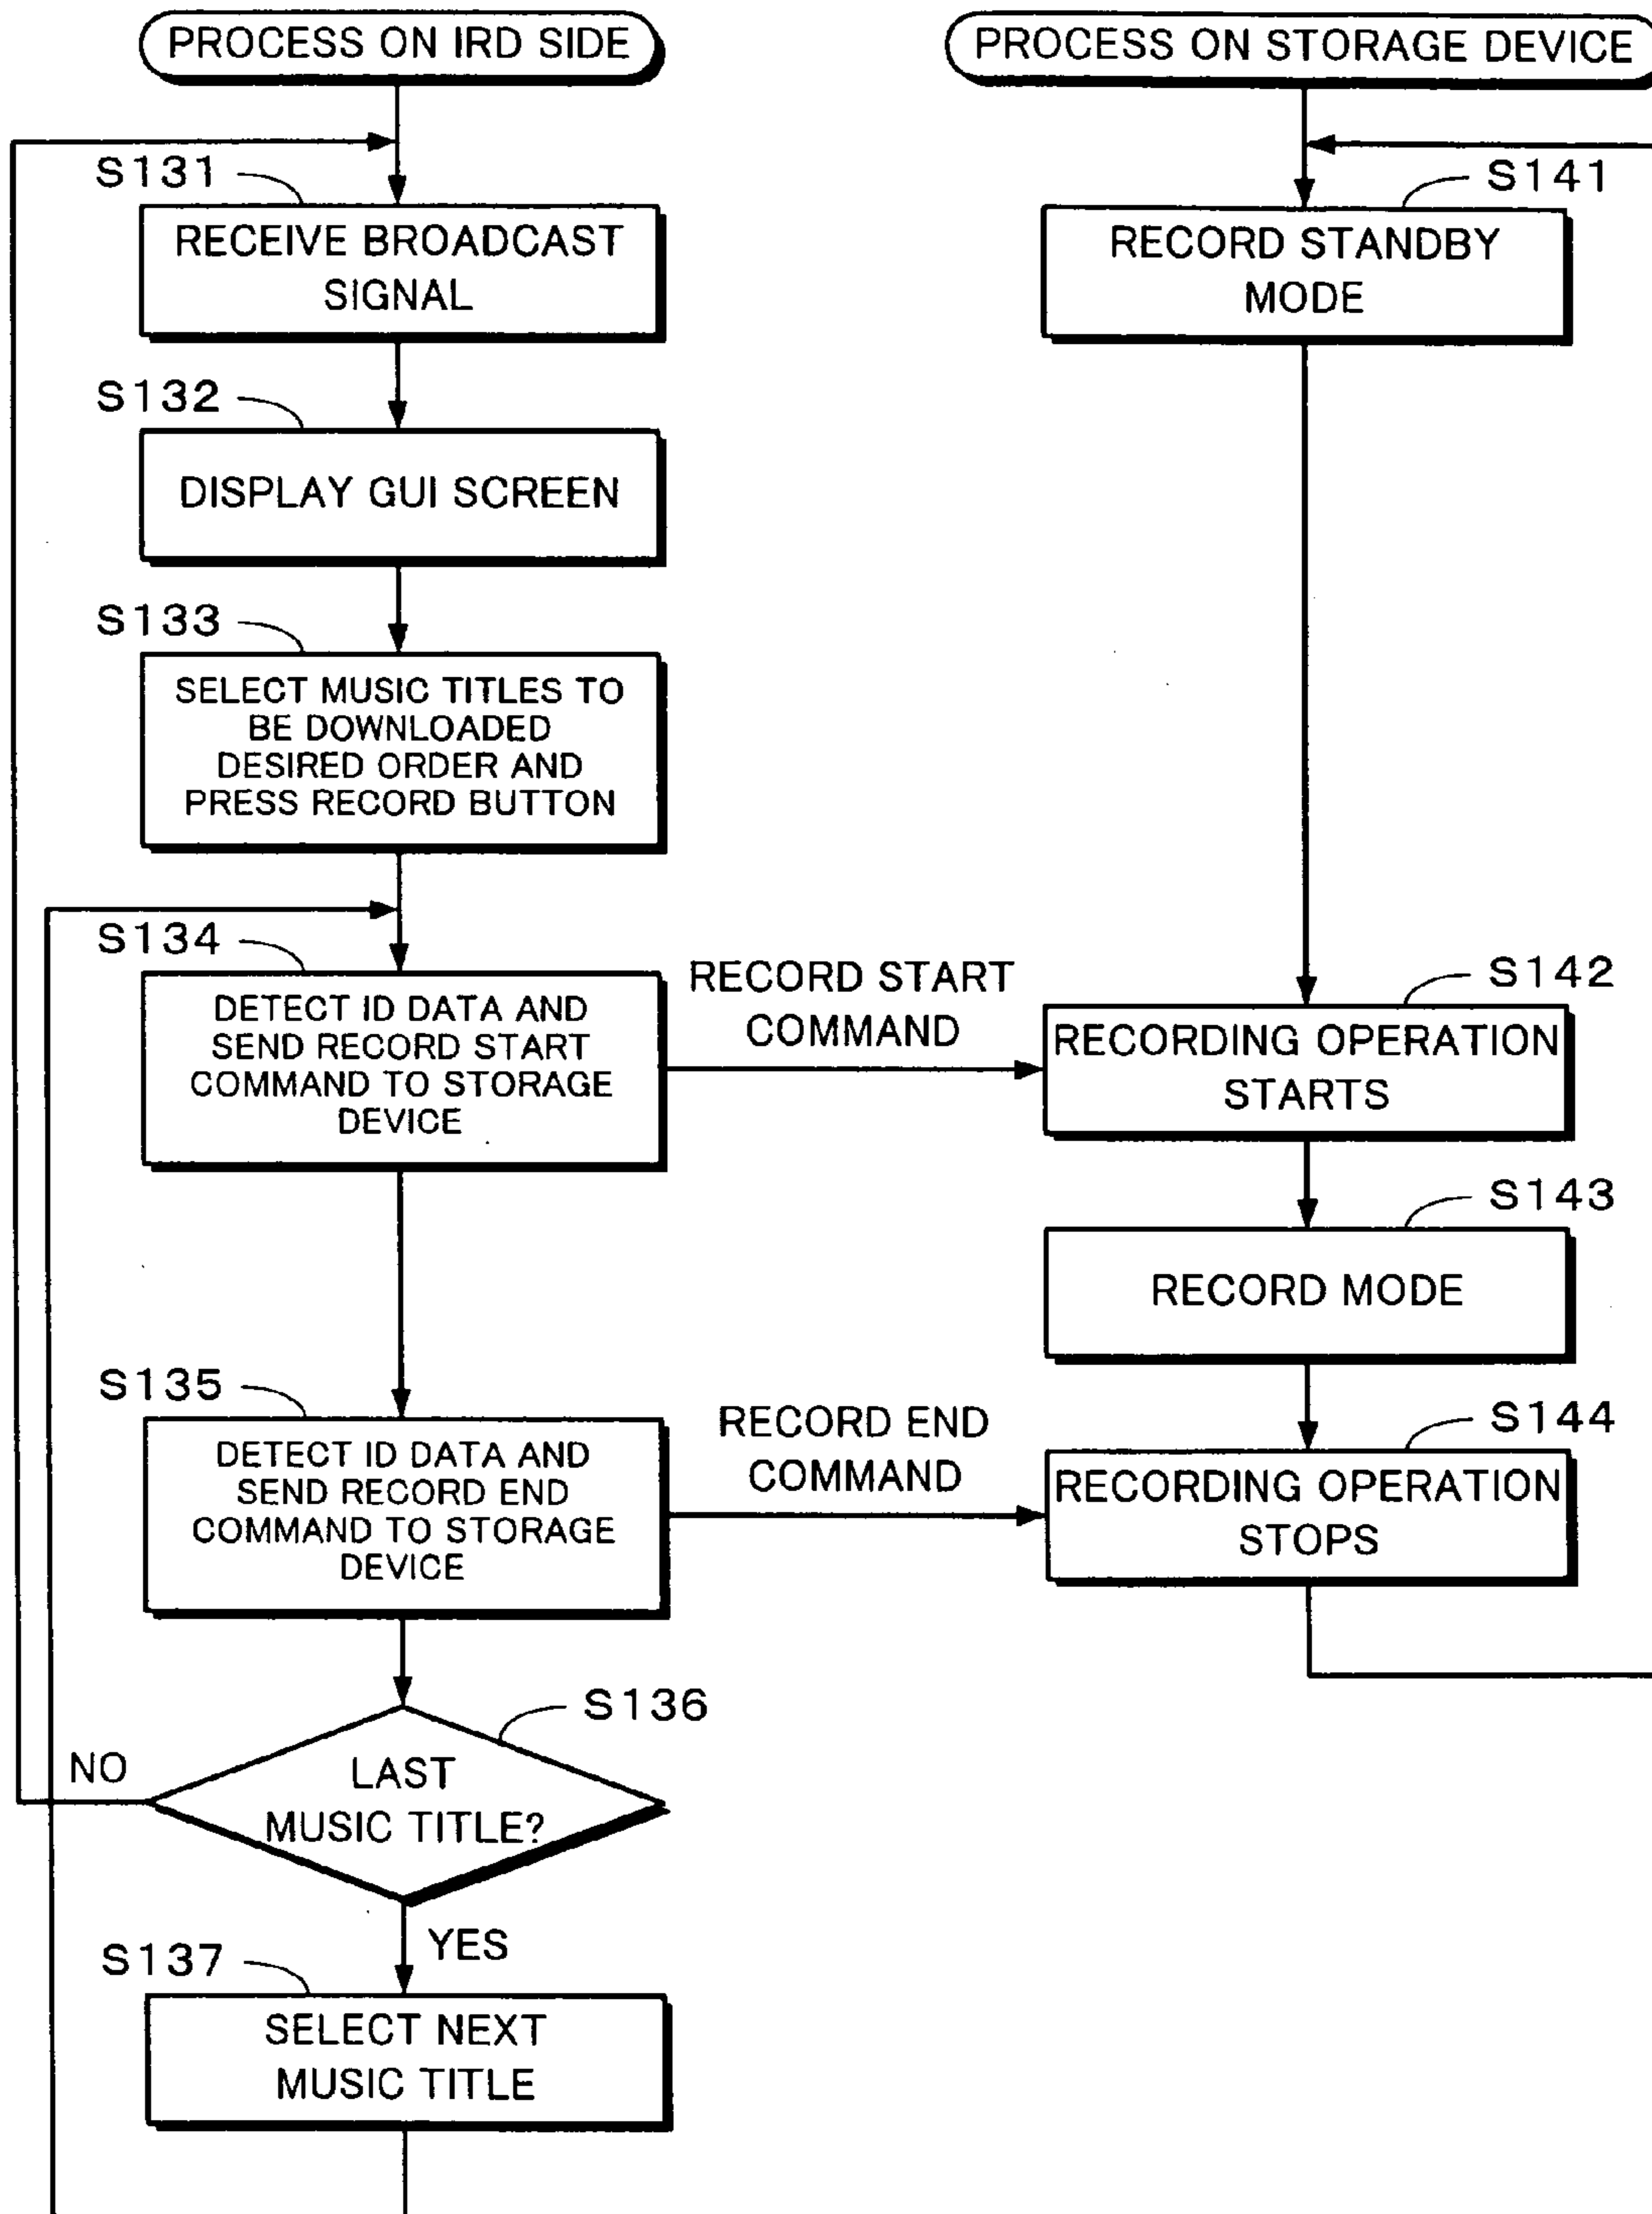 PROCESS ON IRD SIDE
S131
RECEIVE BROADCAST
SIGNAL
S132
DISPLAY GUI SCREEN
S133
SELECT MUSIC TITLES TO
BE DOWNLOADED
DESIRED ORDER AND
PRESS RECORD BUTTON
S134
DETECT ID DATA AND
SEND RECORD START
COMMAND TO STORAGE
DEVICE
RECORD START
COMMAND
S135
DETECT ID DATA AND
SEND RECORD END
COMMAND TO STORAGE
DEVICE
RECORD END
COMMAND
S136
LAST
MUSIC TITLE?
NO
YES
S137
SELECT NEXT
MUSIC TITLE
PROCESS ON STORAGE DEVICE
S141
RECORD STANDBY
MODE
S142
RECORDING OPERATION
STARTS
S143
RECORD MODE
S144
RECORDING OPERATION
STOPS